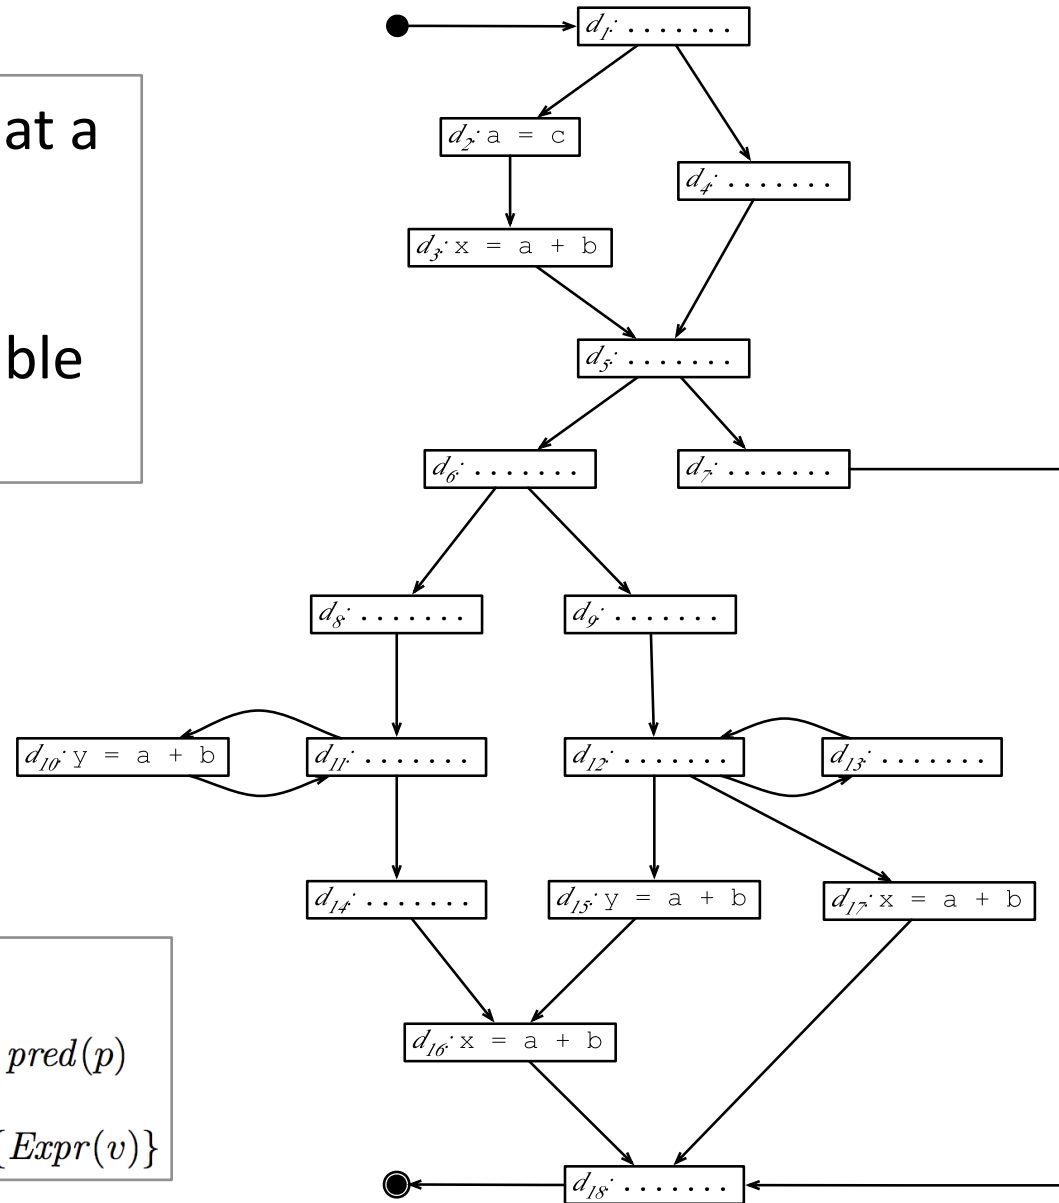 at a
ble
pred(p)
{Expr(v)}
d1: .......
d2: a = c
d4: .......
d3: x = a + b
d5: .......
d6: .......
d7: .......
d8: .......
d9: .......
d10: y = a + b
d11: .......
d12: .......
d13: .......
d14: .......
d15: y = a + b
d17: x = a + b
d16: x = a + b
d18: .......